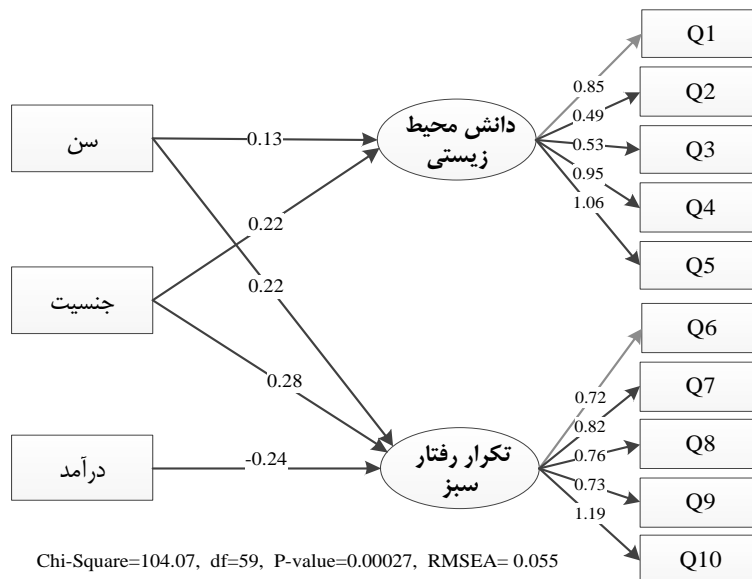 Q1
0.85
Q2
سن
0.13
دانش محیط
زیستی
0.49
0.53
Q3
0.95
Q4
1.06
0.22
Q5
جنسیت
0.22
Q6
0.28
0.72
Q7
0.82
تکرار رفتار
سبز
0.76
Q8
درآمد
-0.24
0.73
Q9
1.19
Q10
Chi-Square=104.07, df=59, P-value=0.00027, RMSEA= 0.055